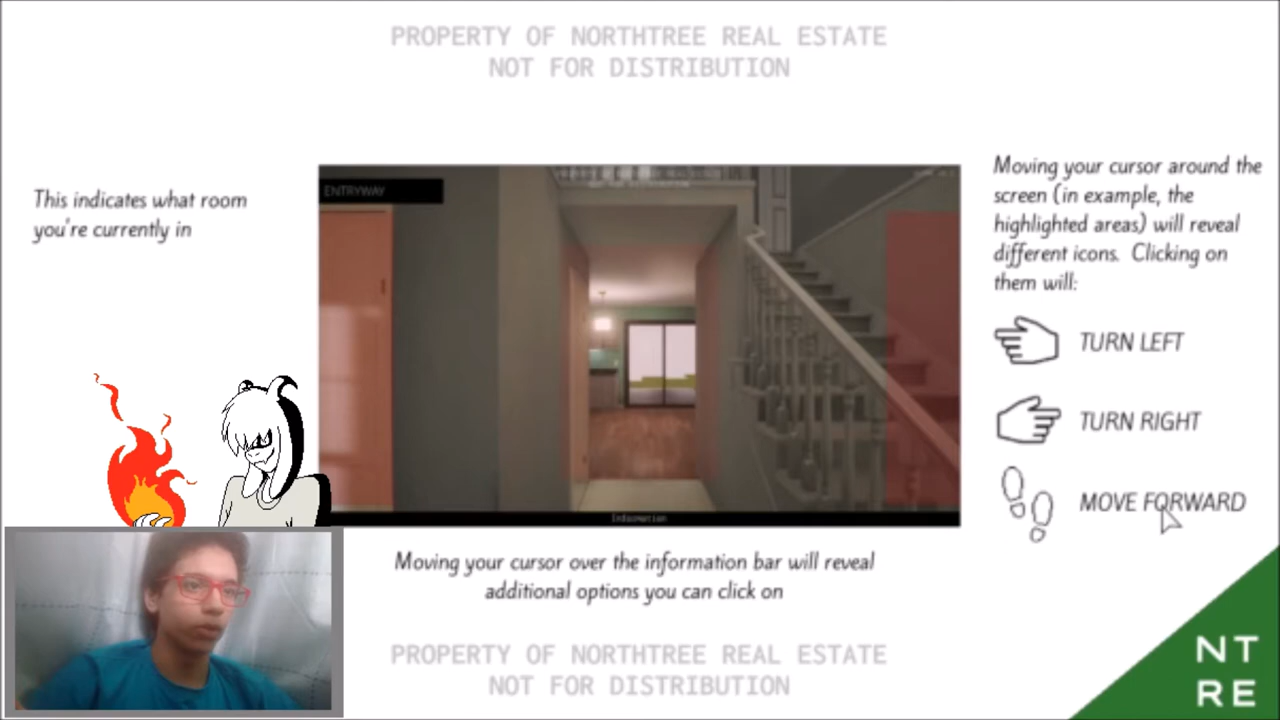 PROPERTY OF NORTHTREE REAL ESTATE
NOT FOR DISTRIBUTION
This indicates what room
you're currently in
ENTRYWAY
Information
Moving your cursor around the
screen (in example, the
highlighted areas) will reveal
different icons. Clicking on
them will:
TURN LEFT
TURN RIGHT
MOVE FORWARD
Moving your cursor over the information bar will reveal
additional options you can click on
PROPERTY OF NORTHTREE REAL ESTATE
NOT FOR DISTRIBUTION
NT
RE